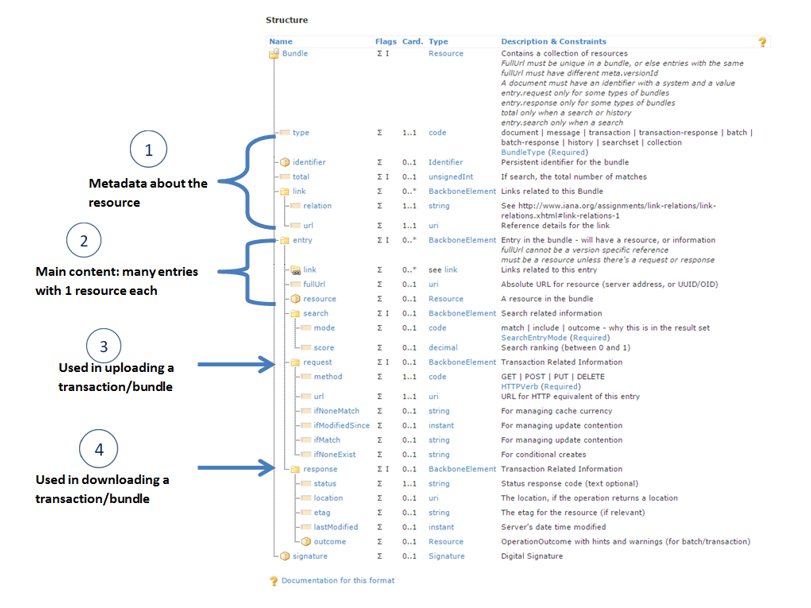 Structure
Name Flags Card. Type Description & Constraints
Bundle Σ I Resource Contains a collection of resources
FullUrl must be unique in a bundle, or else entries with the same
fullUrl must have different meta.versionId
A document must have an identifier with a system and a value
entry.request only for some types of bundles
entry.response only for some types of bundles
total only when a search or history
entry.search only when a search
type Σ 1..1 code document | message | transaction | transaction-response | batch |
batch-response | history | searchset | collection
BundleType (Required)
identifier Σ 0..1 Identifier Persistent identifier for the bundle
total Σ I 0..1 unsignedInt If search, the total number of matches
link Σ 0..* BackboneElement Links related to this Bundle
relation Σ 1..1 string See http://www.iana.org/assignments/link-relations/link-
relations.xhtml#link-relations-1
url Σ 1..1 uri Reference details for the link
entry Σ I 0..* BackboneElement Entry in the bundle - will have a resource, or information
fullUrl cannot be a version specific reference
must be a resource unless there's a request or response
link Σ 0..* see link Links related to this entry
fullUrl Σ 0..1 uri Absolute URL for resource (server address, or UUID/OID)
resource Σ 0..1 Resource A resource in the bundle
search Σ I 0..1 BackboneElement Search related information
mode Σ 0..1 code match | include | outcome - why this is in the result set
SearchEntryMode (Required)
score Σ 0..1 decimal Search ranking (between 0 and 1)
request Σ I 0..1 BackboneElement Transaction Related Information
method Σ 1..1 code GET | POST | PUT | DELETE
HTTPVerb (Required)
url Σ 1..1 uri URL for HTTP equivalent of this entry
ifNoneMatch Σ 0..1 string For managing cache currency
ifModifiedSince Σ 0..1 instant For managing update contention
ifMatch Σ 0..1 string For managing update contention
ifNoneExist Σ 0..1 string For conditional creates
response Σ I 0..1 BackboneElement Transaction Related Information
status Σ 1..1 string Status response code (text optional)
location Σ 0..1 uri The location, if the operation returns a location
etag Σ 0..1 string The etag for the resource (if relevant)
lastModified Σ 0..1 instant Server's date time modified
outcome Σ 0..1 Resource OperationOutcome with hints and warnings (for batch/transaction)
signature Σ 0..1 Signature Digital Signature
Documentation for this format
1
Metadata about the
resource
2
Main content: many entries
with 1 resource each
3
Used in uploading a
transaction/bundle
4
Used in downloading a
transaction/bundle